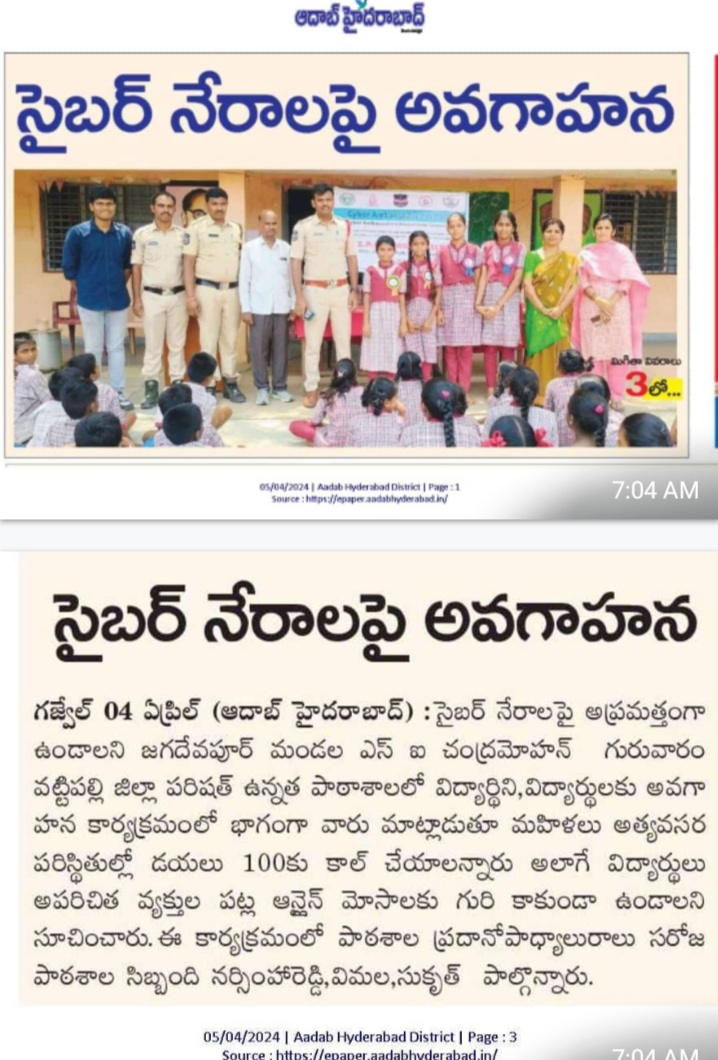 ఆదాబ్ హైదరాబాద్
సైబర్ నేరాలపై అవగాహన
మిగితా వివరాలు
3లో...
05/04/2024 | Aadab Hyderabad District | Page : 1
Source : https://epaper.aadabhyderabad.in/
7:04 AM
సైబర్ నేరాలపై అవగాహన
గజ్వేల్ 04 ఏప్రిల్ (ఆదాబ్ హైదరాబాద్) : సైబర్ నేరాలపై అప్రమత్తంగా
ఉండాలని జగదేవపూర్ మండల ఎస్ ఐ చంద్రమోహన్ గురువారం
వట్టిపల్లి జిల్లా పరిషత్ ఉన్నత పాఠాశాలలో విద్యార్థిని,విద్యార్థులకు అవగా
హన కార్యక్రమంలో భాగంగా వారు మాట్లాడుతూ మహిళలు అత్యవసర
పరిస్థితుల్లో డయలు 100కు కాల్ చేయాలన్నారు అలాగే విద్యార్థులు
అపరిచిత వ్యక్తుల పట్ల ఆన్లైన్ మోసాలకు గురి కాకుండా ఉండాలని
సూచించారు. ఈ కార్యక్రమంలో పాఠశాల ప్రదానోపాధ్యాలురాలు సరోజ
పాఠశాల సిబ్బంది నర్సింహారెడ్డి,విమల,సుకృత్ పాల్గొన్నారు.
05/04/2024 | Aadab Hyderabad District | Page : 3
Source : https://epaper.aadabhyderabad.in/
7:04 AM